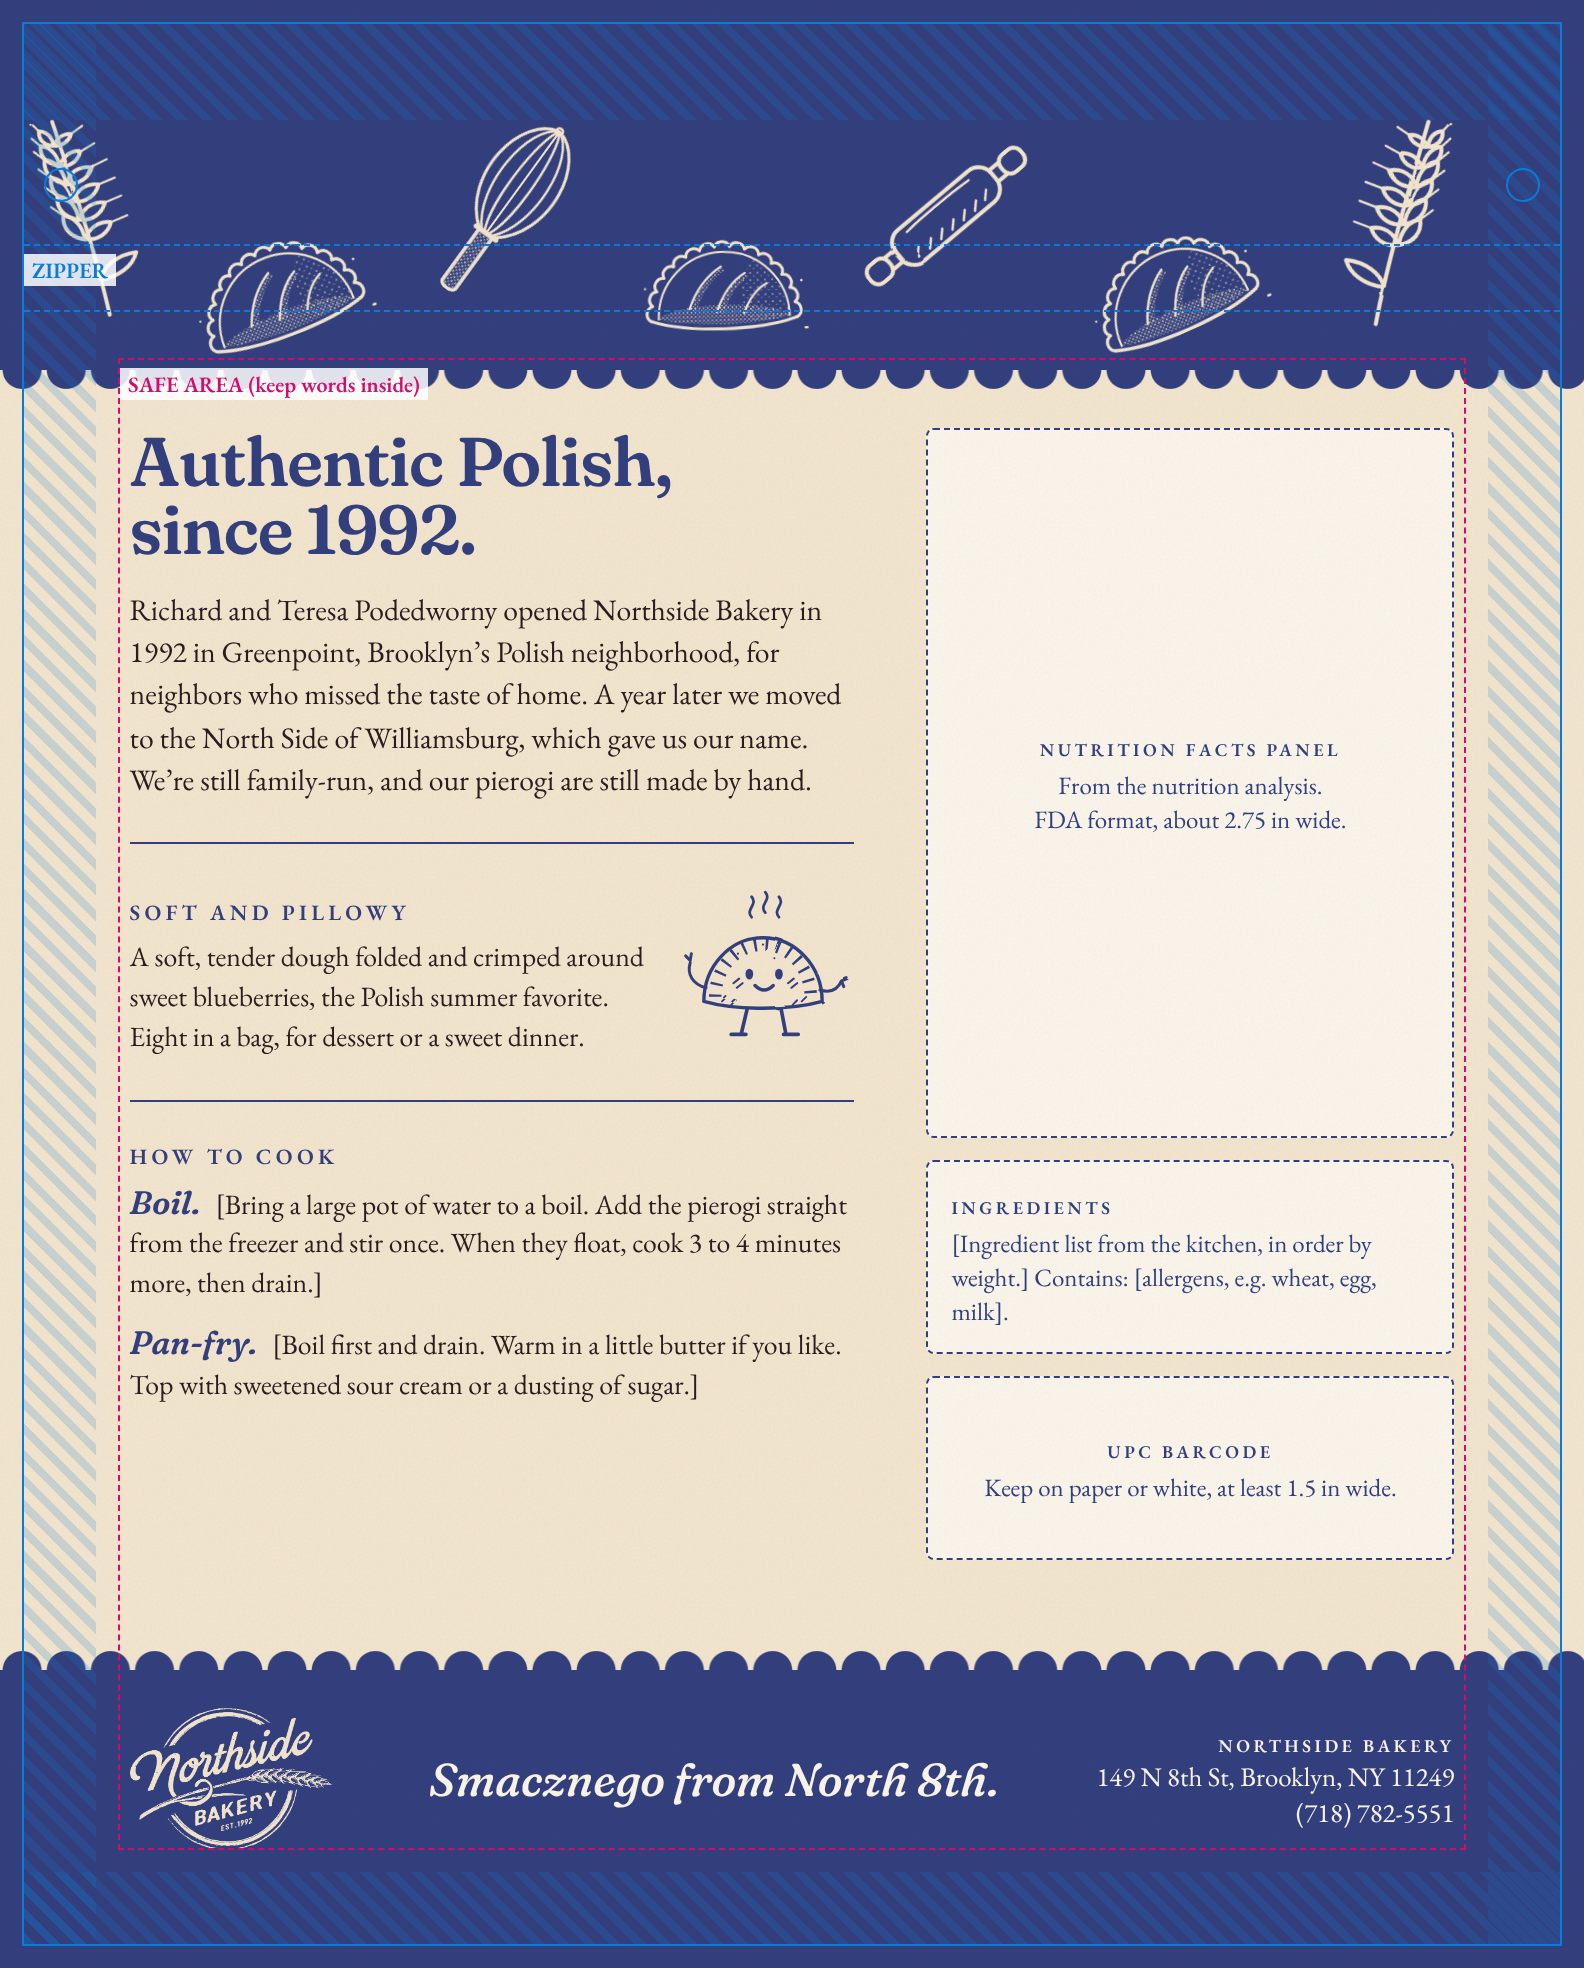 ZIPPER
SAFE AREA (keep words inside)
Authentic Polish,
since 1992.
Richard and Teresa Podedworny opened Northside Bakery in
1992 in Greenpoint, Brooklyn’s Polish neighborhood, for
neighbors who missed the taste of home. A year later we moved
to the North Side of Williamsburg, which gave us our name.
We’re still family-run, and our pierogi are still made by hand.
SOFT AND PILLOWY
A soft, tender dough folded and crimped around
sweet blueberries, the Polish summer favorite.
Eight in a bag, for dessert or a sweet dinner.
HOW TO COOK
Boil. [Bring a large pot of water to a boil. Add the pierogi straight
from the freezer and stir once. When they float, cook 3 to 4 minutes
more, then drain.]
Pan-fry. [Boil first and drain. Warm in a little butter if you like.
Top with sweetened sour cream or a dusting of sugar.]
NUTRITION FACTS PANEL
From the nutrition analysis.
FDA format, about 2.75 in wide.
INGREDIENTS
[Ingredient list from the kitchen, in order by
weight.] Contains: [allergens, e.g. wheat, egg,
milk].
UPC BARCODE
Keep on paper or white, at least 1.5 in wide.
Northside
BAKERY
EST.1992
Smacznego from North 8th.
NORTHSIDE BAKERY
149 N 8th St, Brooklyn, NY 11249
(718) 782-5551